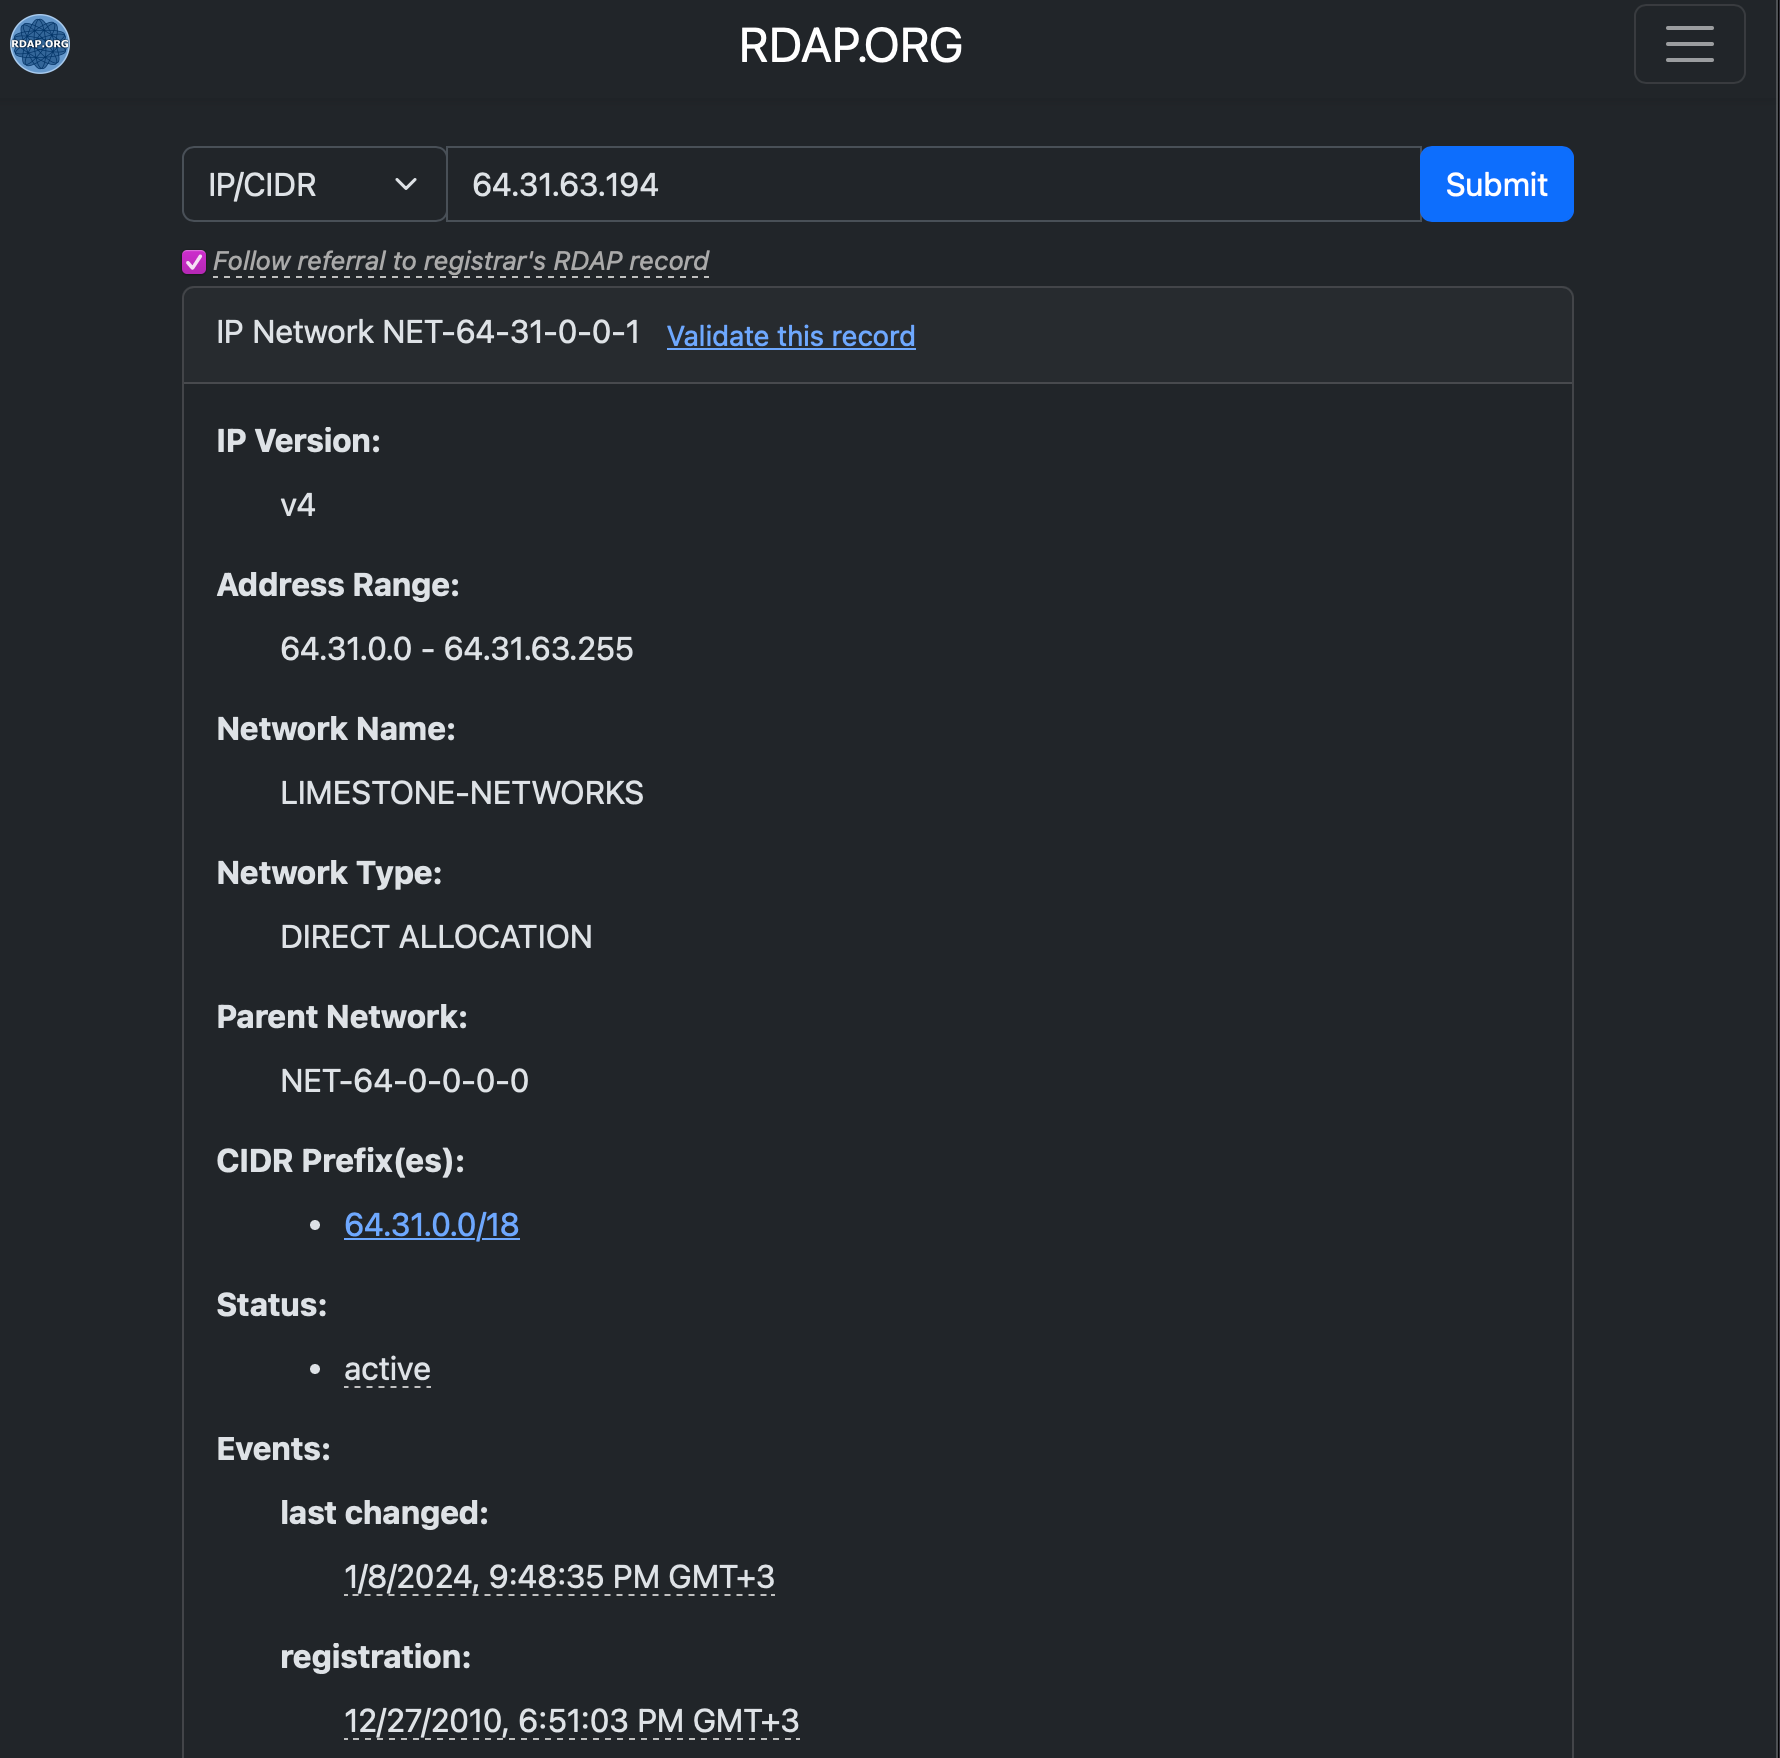 RDAP.ORG
RDAP.ORG
IP/CIDR
64.31.63.194
Submit
Follow referral to registrar's RDAP record
IP Network NET-64-31-0-0-1 Validate this record
IP Version:
v4
Address Range:
64.31.0.0 - 64.31.63.255
Network Name:
LIMESTONE-NETWORKS
Network Type:
DIRECT ALLOCATION
Parent Network:
NET-64-0-0-0-0
CIDR Prefix(es):
• 64.31.0.0/18
Status:
• active
Events:
last changed:
1/8/2024, 9:48:35 PM GMT+3
registration:
12/27/2010, 6:51:03 PM GMT+3